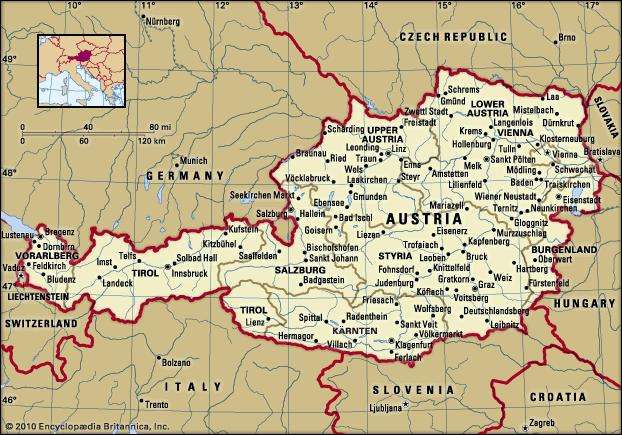 10° 11° 12° 13° 14° 15° 16° 17°
Nürnberg
CZECH REPUBLIC
Brno
49°
Schrems
Gmünd
LOWER
AUSTRIA
Laa
Mistelbach
SLOVAKIA
0 40 80 mi
0 60 120 km
Zwettl Stadt
Freistadt
Langenlois
Krems
VIENNA
Dürnkrut
Scharding
UPPER
AUSTRIA
Leonding
Linz
Traun
Hollenburg
Tulln
Klosterneuburg
Vienna
Bratislava
Munich
GERMANY
Braunau
Ried
Wels
Enns
Steyr
Melk
Sankt Pölten
Schwechat
Mödling
Amstetten
Baden
Traiskirchen
48°
Vöcklabruck
Laakirchen
Lilienfeld
Wiener Neustadt
Eisenstadt
Seekirchen Markt
Gmunden
Ebensee
Mariazell
Ternitz
Neunkirchen
Salzburg
Hallein
Bad Ischl
AUSTRIA
Gloggnitz
Lustenau
Bregenz
Kufstein
Goisern
Liezen
Eisenerz
Murzzuschlag
Dornbirn
VORARLBERG
Kitzbühel
Saalfelden
Bischofshofen
Trofaiach
Kapfenberg
BURGENLAND
Vaduz
Feldkirch
Imst
Telfs
Solbad Hall
Sankt Johann
STYRIA
Leoben
Bruck
Oberwart
TIROL
Innsbruck
SALZBURG
Fohnsdorf
Knittelfeld
Hartberg
Bludenz
Landeck
Badgastein
Judenburg
Gratkorn
Graz
Weiz
Fürstenfeld
LIECHTENSTEIN
Köflach
Voitsberg
47°
Friesach
HUNGARY
TIROL
Lienz
Spittal
Radenthein
Wolfsberg
Deutschlandsberg
SWITZERLAND
KÄRNTEN
Sankt Veit
Leibnitz
Hermagor
Villach
Völkermarkt
Klagenfurt
Ferlach
Bolzano
ITALY
SLOVENIA
CROATIA
46°
Trento
Ljubljana
Zagreb
© 2010 Encyclopædia Britannica, Inc.